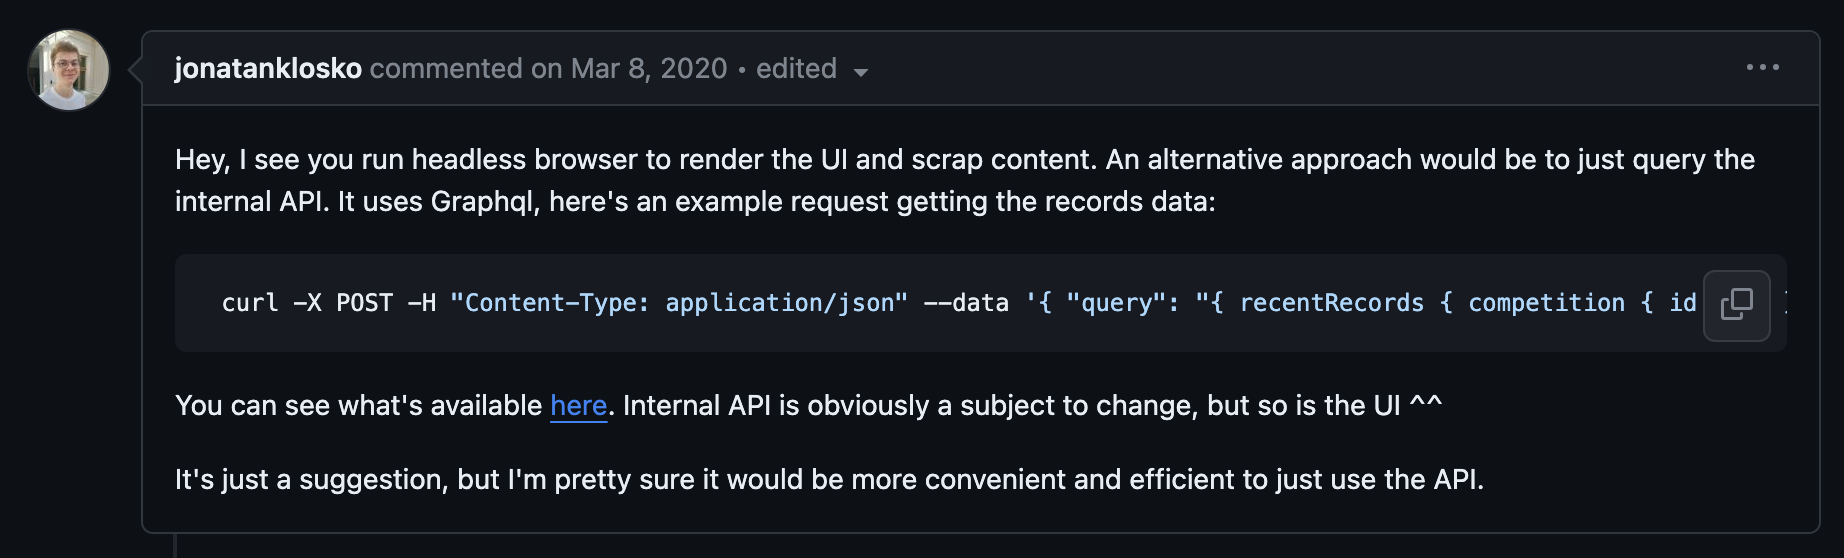 jonatanklosko commented on Mar 8, 2020 • edited
Hey, I see you run headless browser to render the UI and scrap content. An alternative approach would be to just query the
internal API. It uses Graphql, here's an example request getting the records data:
curl -X POST -H "Content-Type: application/json" --data '{ "query": "{ recentRecords { competition { id
You can see what's available here. Internal API is obviously a subject to change, but so is the UI ^^
It's just a suggestion, but I'm pretty sure it would be more convenient and efficient to just use the API.